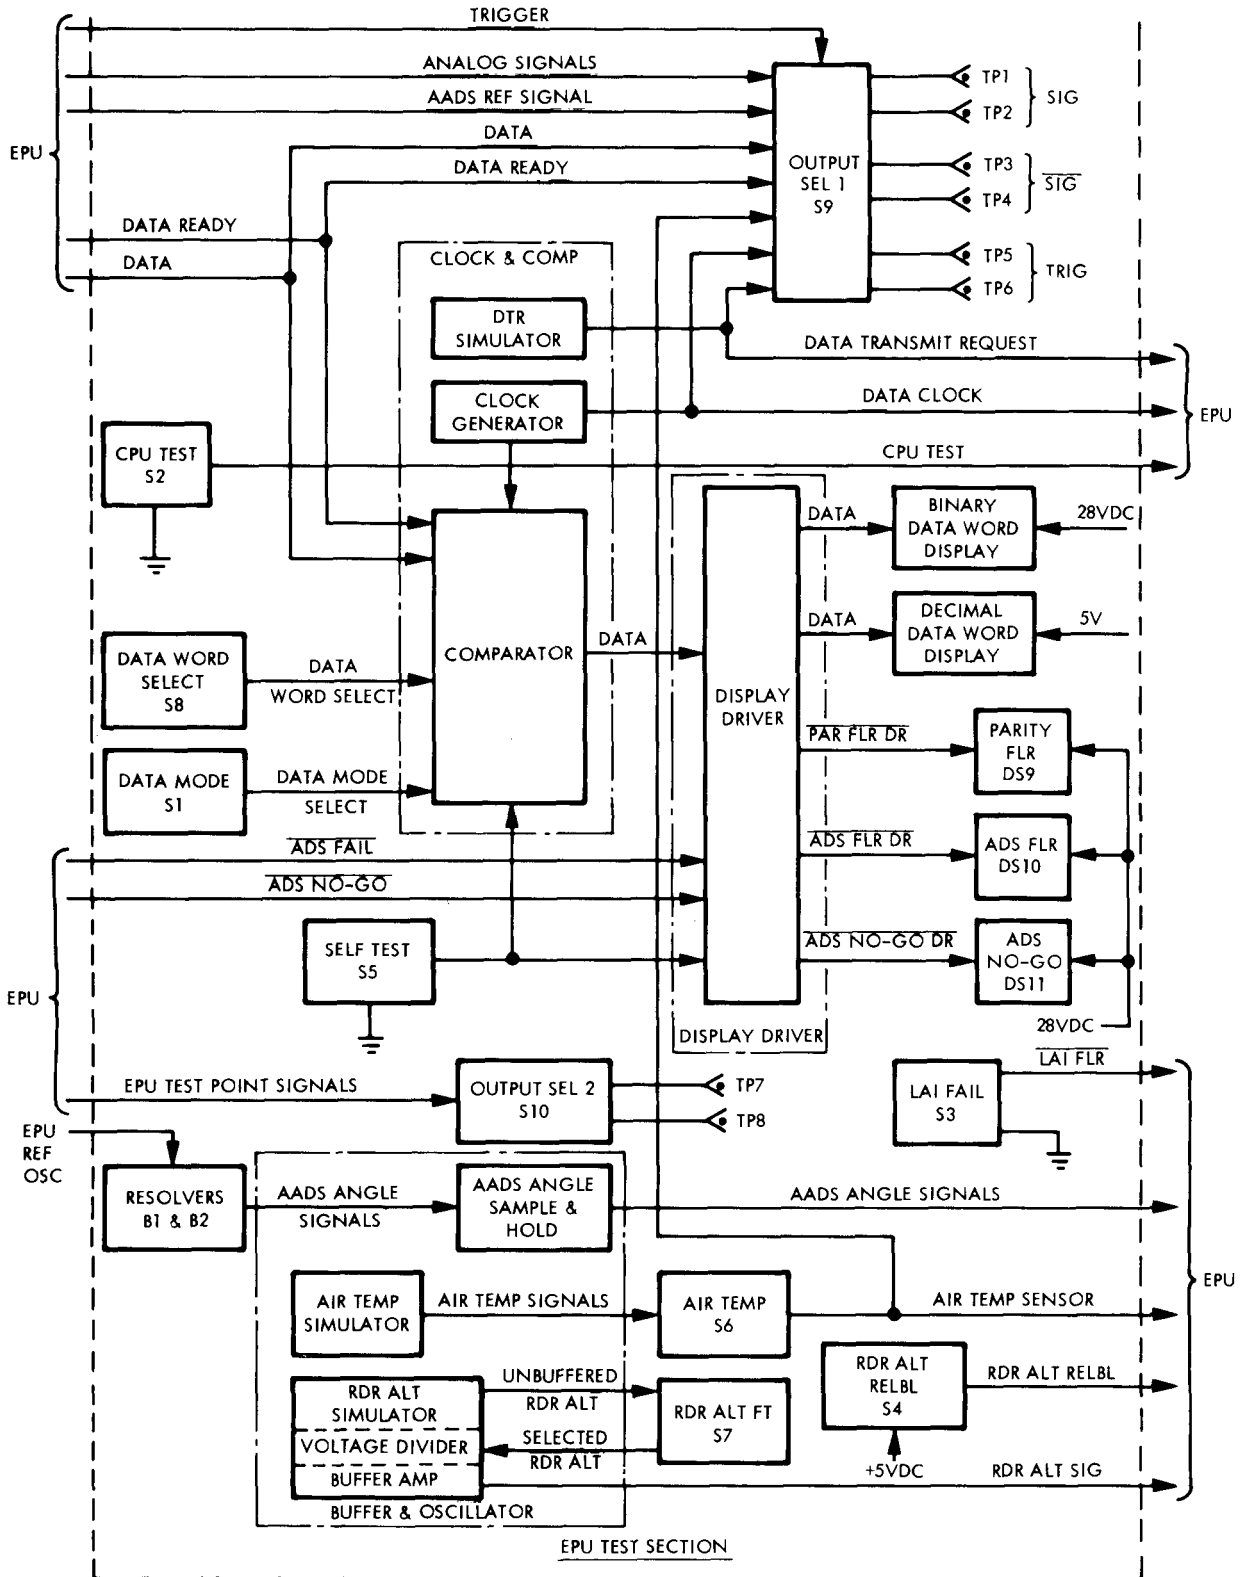 TRIGGER
ANALOG SIGNALS
AADS REF SIGNAL
DATA
DATA READY
EPU
DATA READY
DATA
OUTPUT
SEL 1
S9
TP1
TP2
SIG
TP3
TP4
SIG
TP5
TP6
TRIG
CLOCK & COMP
DTR
SIMULATOR
DATA TRANSMIT REQUEST
CLOCK
GENERATOR
DATA CLOCK
EPU
CPU TEST
S2
CPU TEST
COMPARATOR
DATA
DISPLAY
DRIVER
DATA
BINARY
DATA WORD
DISPLAY
28VDC
DATA
DECIMAL
DATA WORD
DISPLAY
5V
DATA WORD
SELECT
S8
DATA
WORD SELECT
DATA MODE
S1
DATA MODE
SELECT
PAR FLR DR
PARITY
FLR
DS9
ADS FAIL
ADS NO-GO
ADS FLR DR
ADS FLR
DS10
SELF TEST
S5
ADS NO-GO DR
ADS
NO-GO
DS11
EPU
DISPLAY DRIVER
28VDC
EPU TEST POINT SIGNALS
OUTPUT SEL 2
S10
TP7
TP8
LAI FAIL
S3
LAI FLR
EPU
REF
OSC
RESOLVERS
B1 & B2
AADS ANGLE
SIGNALS
AADS ANGLE
SAMPLE &
HOLD
AADS ANGLE SIGNALS
EPU
AIR TEMP
SIMULATOR
AIR TEMP SIGNALS
AIR TEMP
S6
AIR TEMP SENSOR
RDR ALT
RELBL
S4
RDR ALT RELBL
+5VDC
RDR ALT
SIMULATOR
VOLTAGE DIVIDER
BUFFER AMP
UNBUFFERED
RDR ALT
SELECTED
RDR ALT
RDR ALT FT
S7
RDR ALT SIG
BUFFER & OSCILLATOR
EPU TEST SECTION